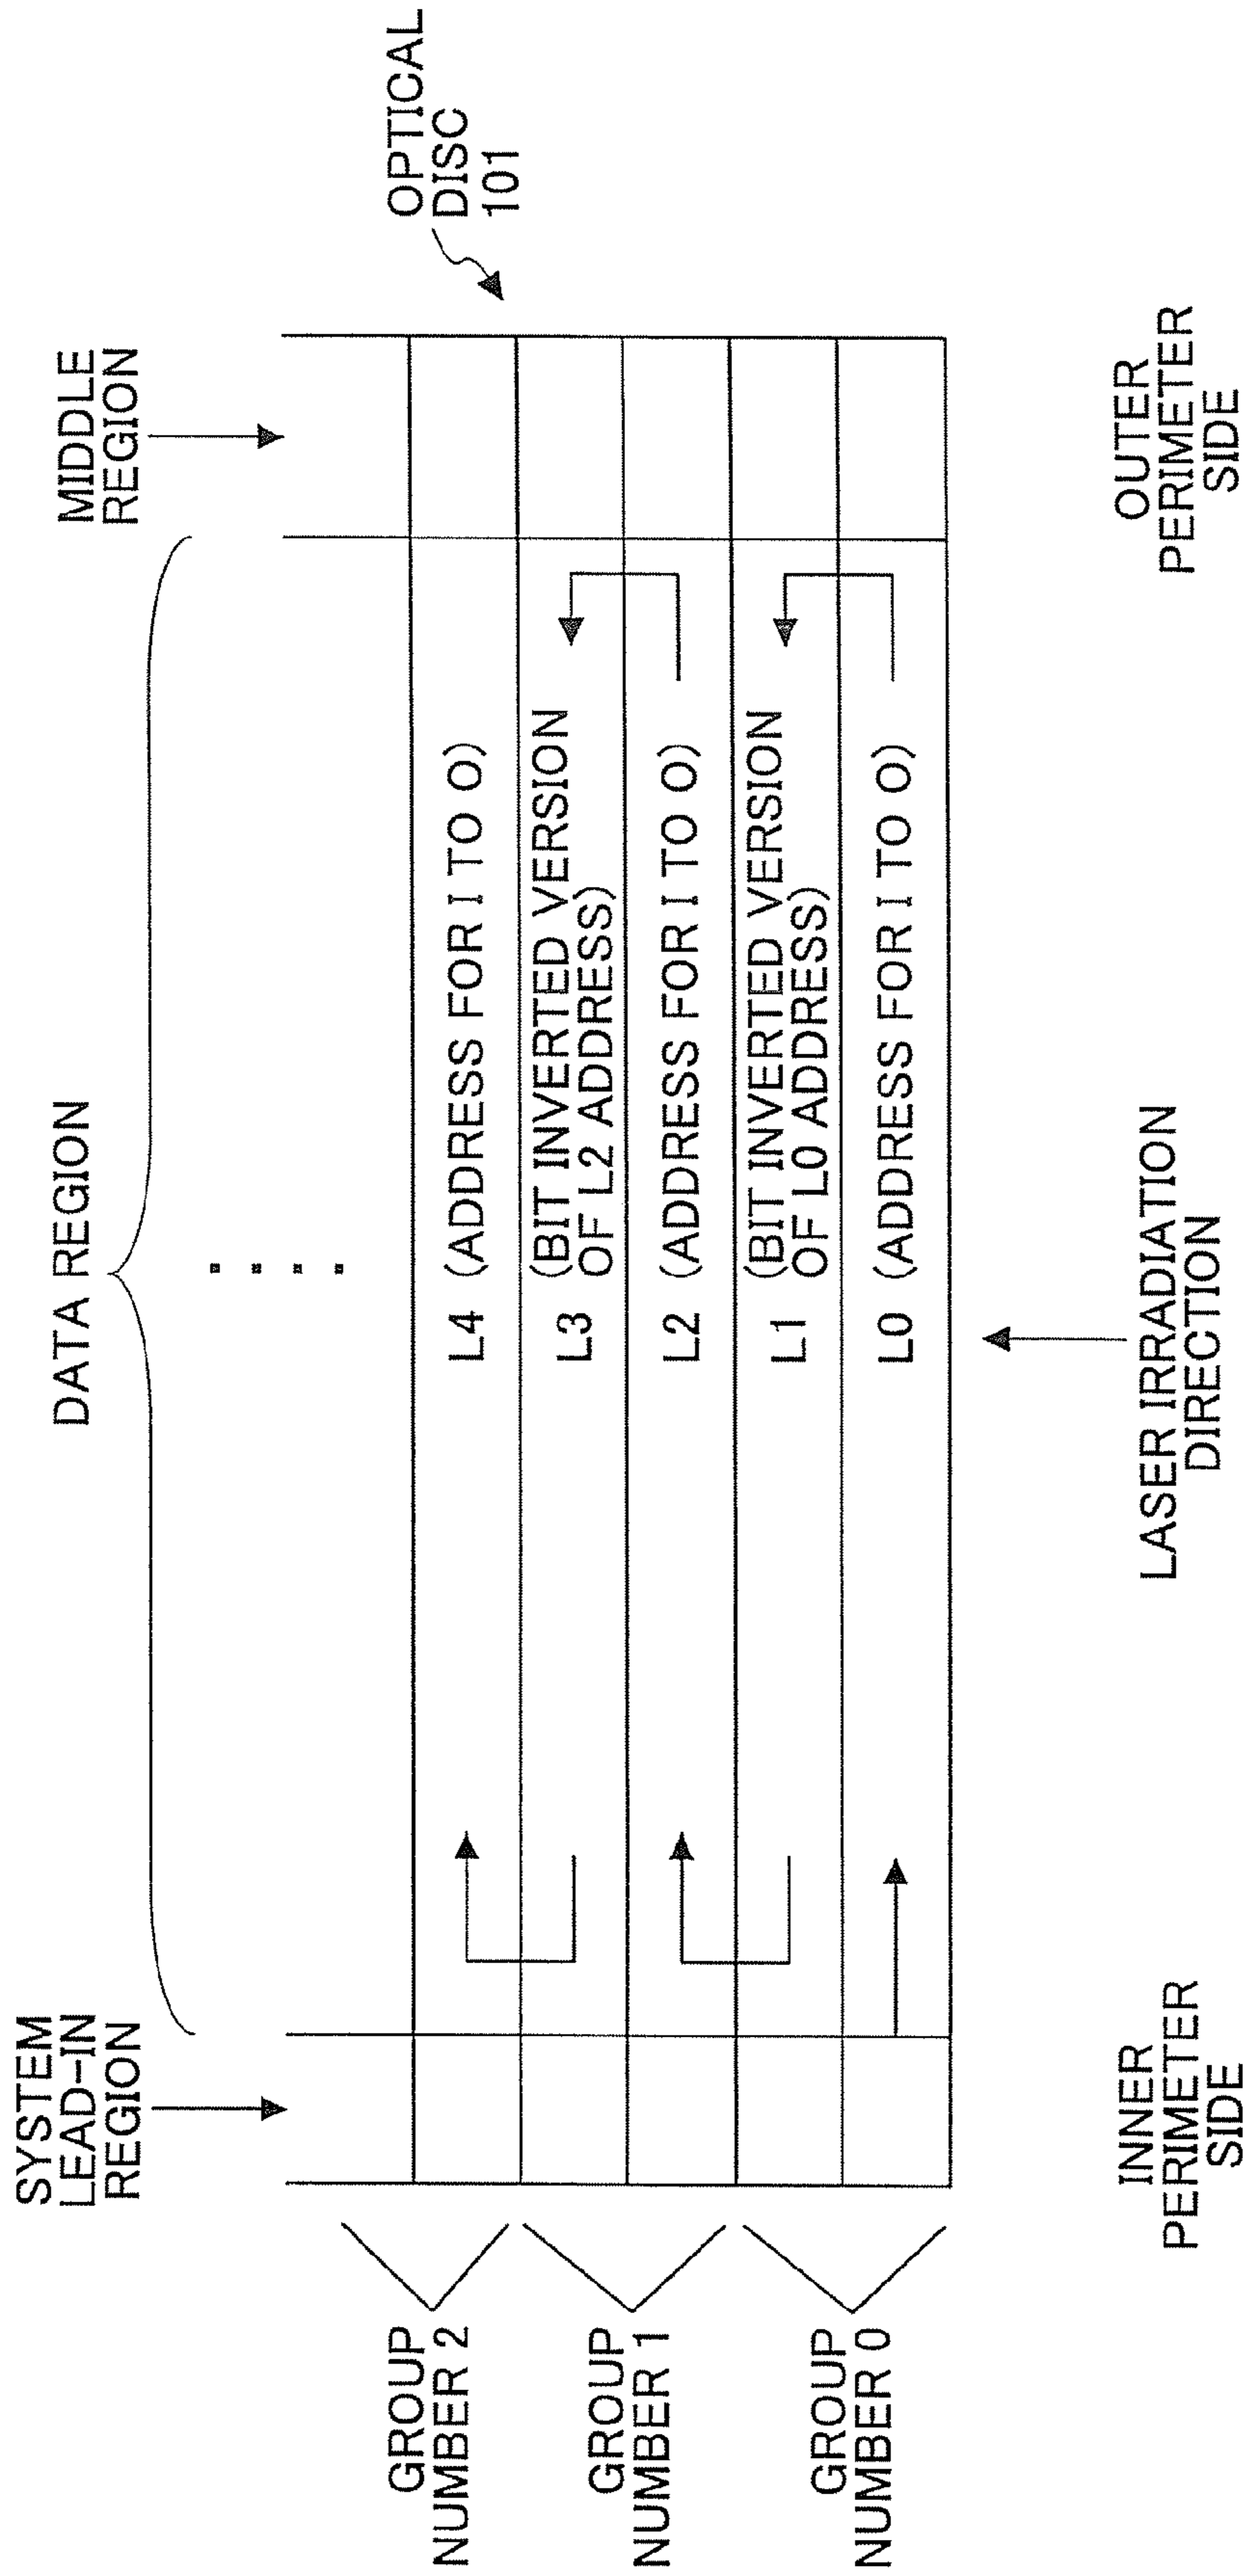 SYSTEM
LEAD-IN
REGION
DATA REGION
MIDDLE
REGION
OPTICAL
DISC
101
GROUP
NUMBER 2
L4 (ADDRESS FOR I TO O)
L3 (BIT INVERTED VERSION
OF L2 ADDRESS)
GROUP
NUMBER 1
L2 (ADDRESS FOR I TO O)
L1 (BIT INVERTED VERSION
OF L0 ADDRESS)
GROUP
NUMBER 0
L0 (ADDRESS FOR I TO O)
INNER
PERIMETER
SIDE
LASER IRRADIATION
DIRECTION
OUTER
PERIMETER
SIDE